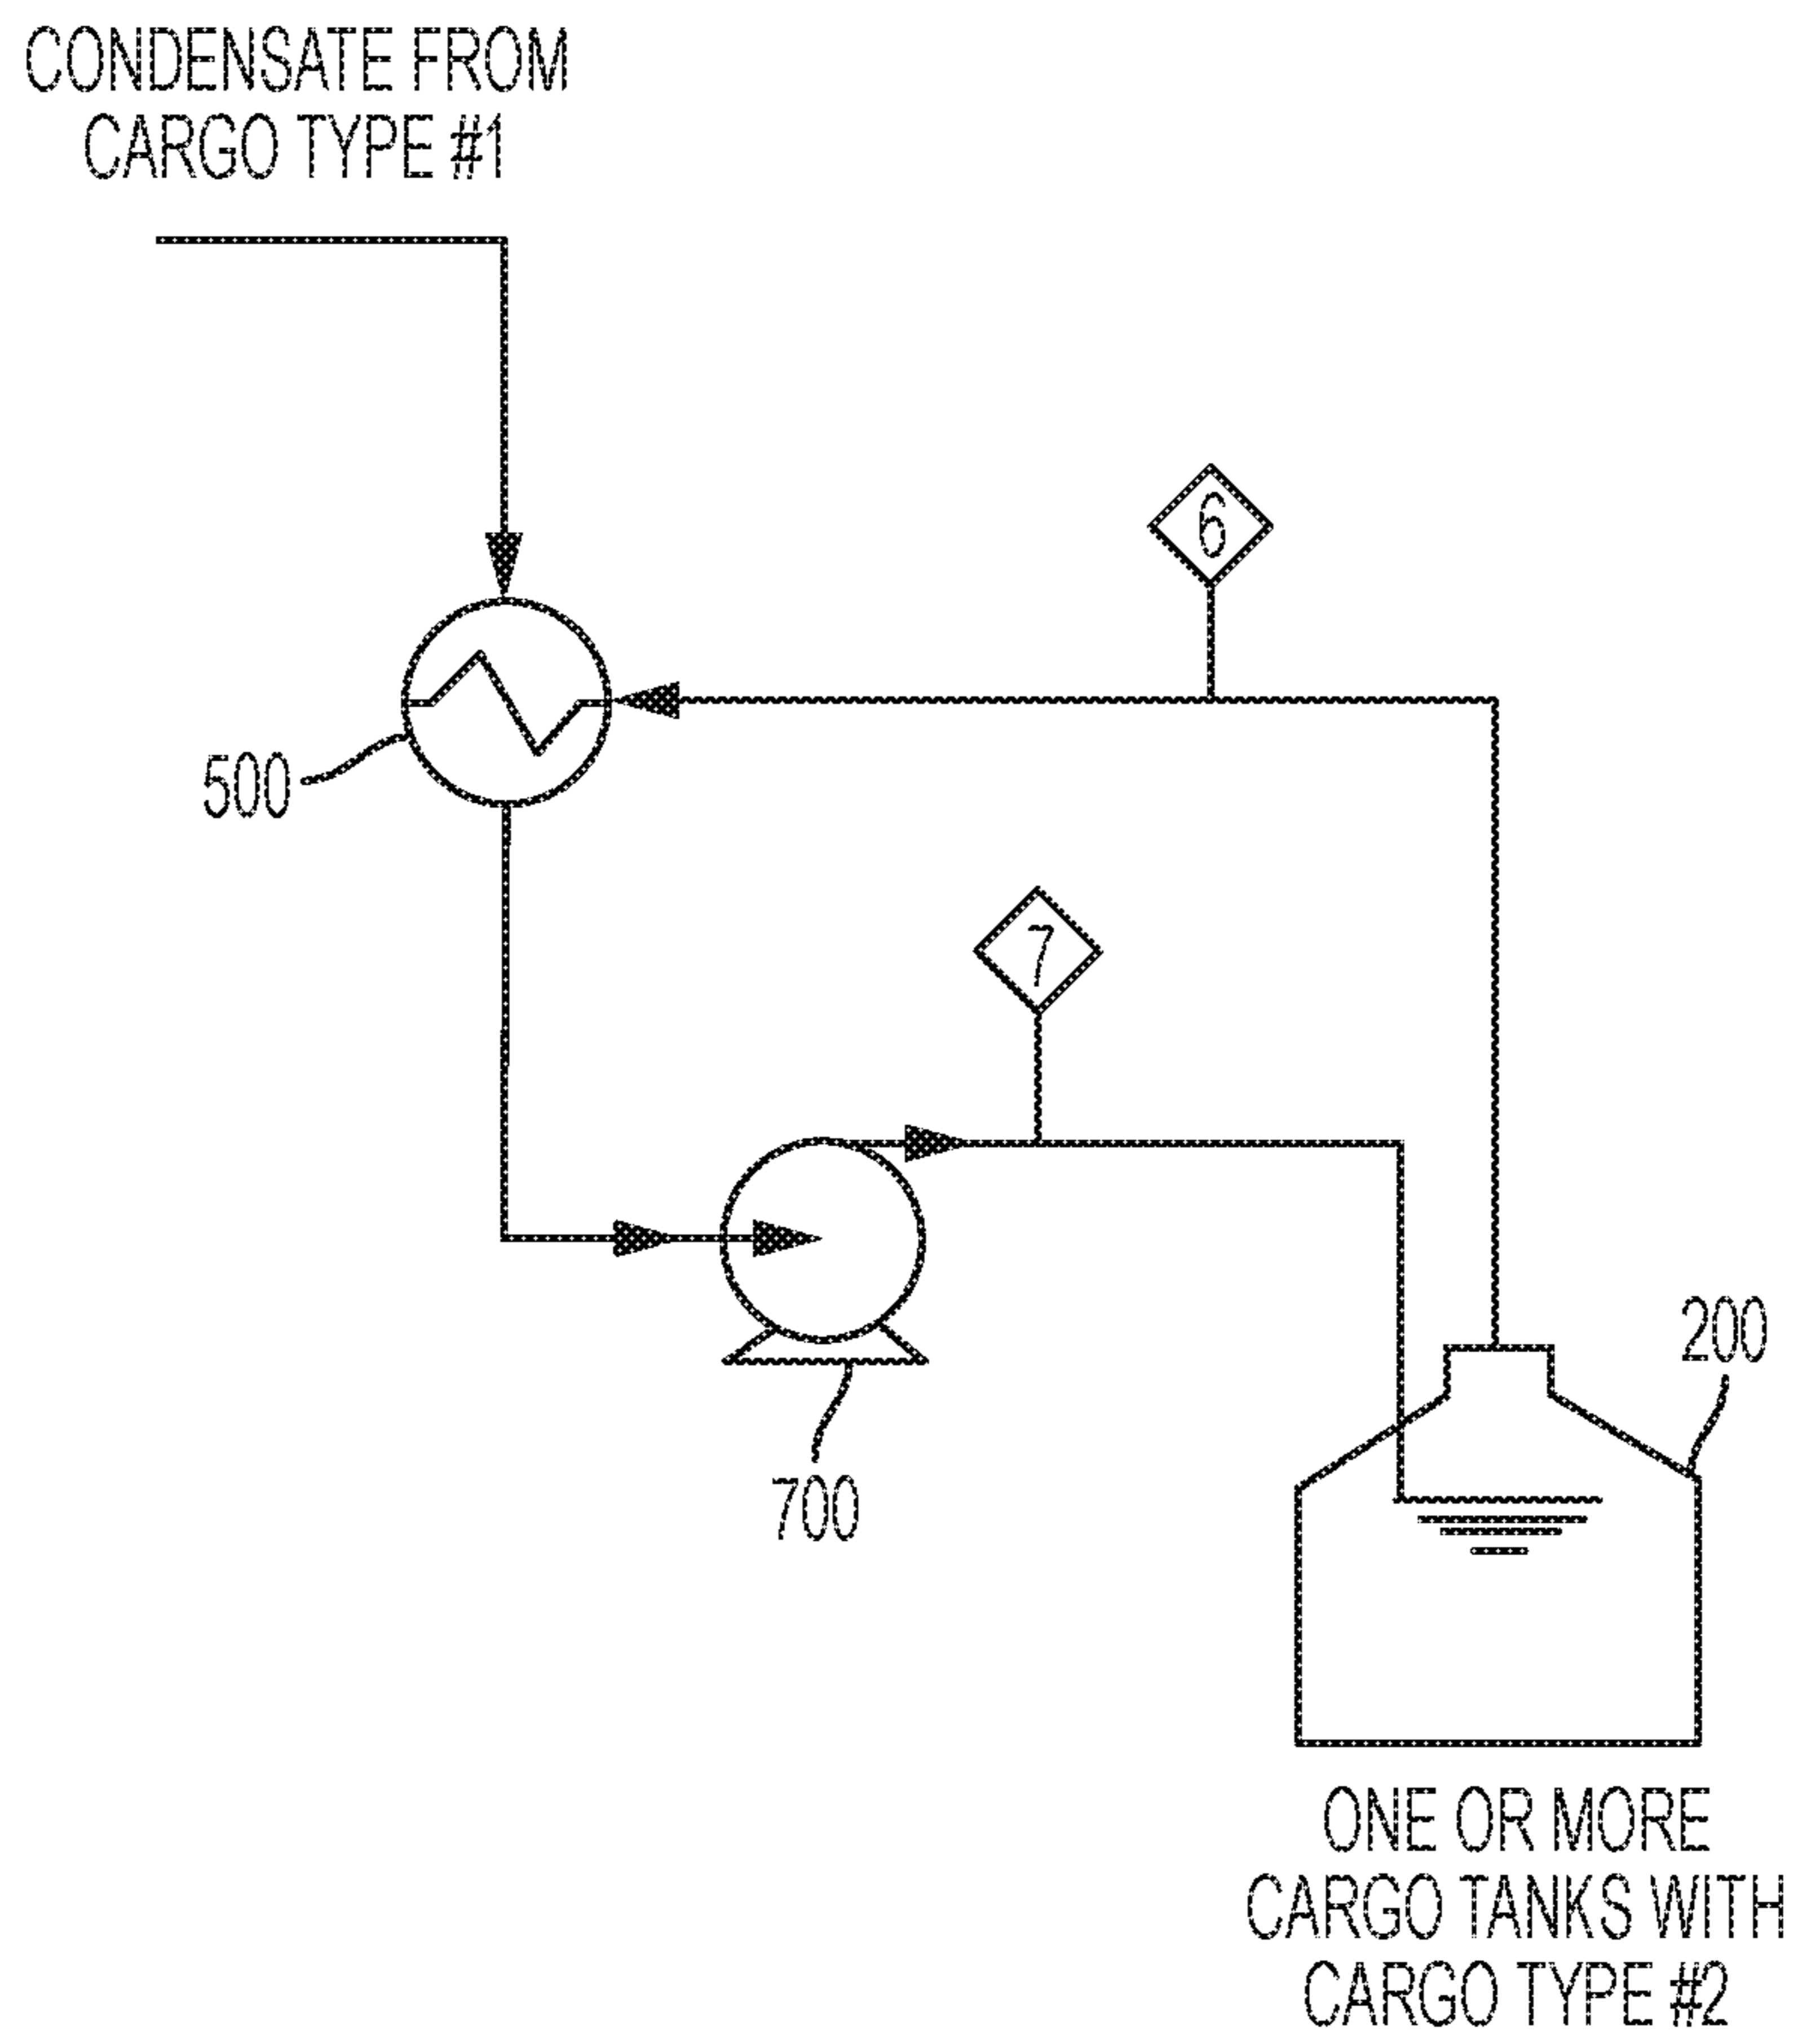 CONDENSATE FROM
CARGO TYPE #1
6
500
7
200
700
ONE OR MORE
CARGO TANKS WITH
CARGO TYPE #2